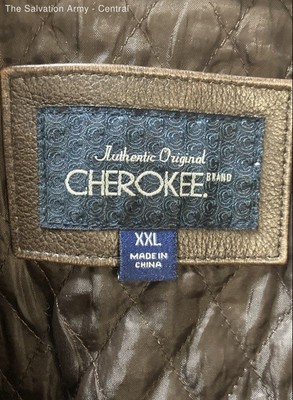 The Salvation Army - Central
Authentic Original
CHEROKEE. BRAND
XXL
MADE IN
CHINA